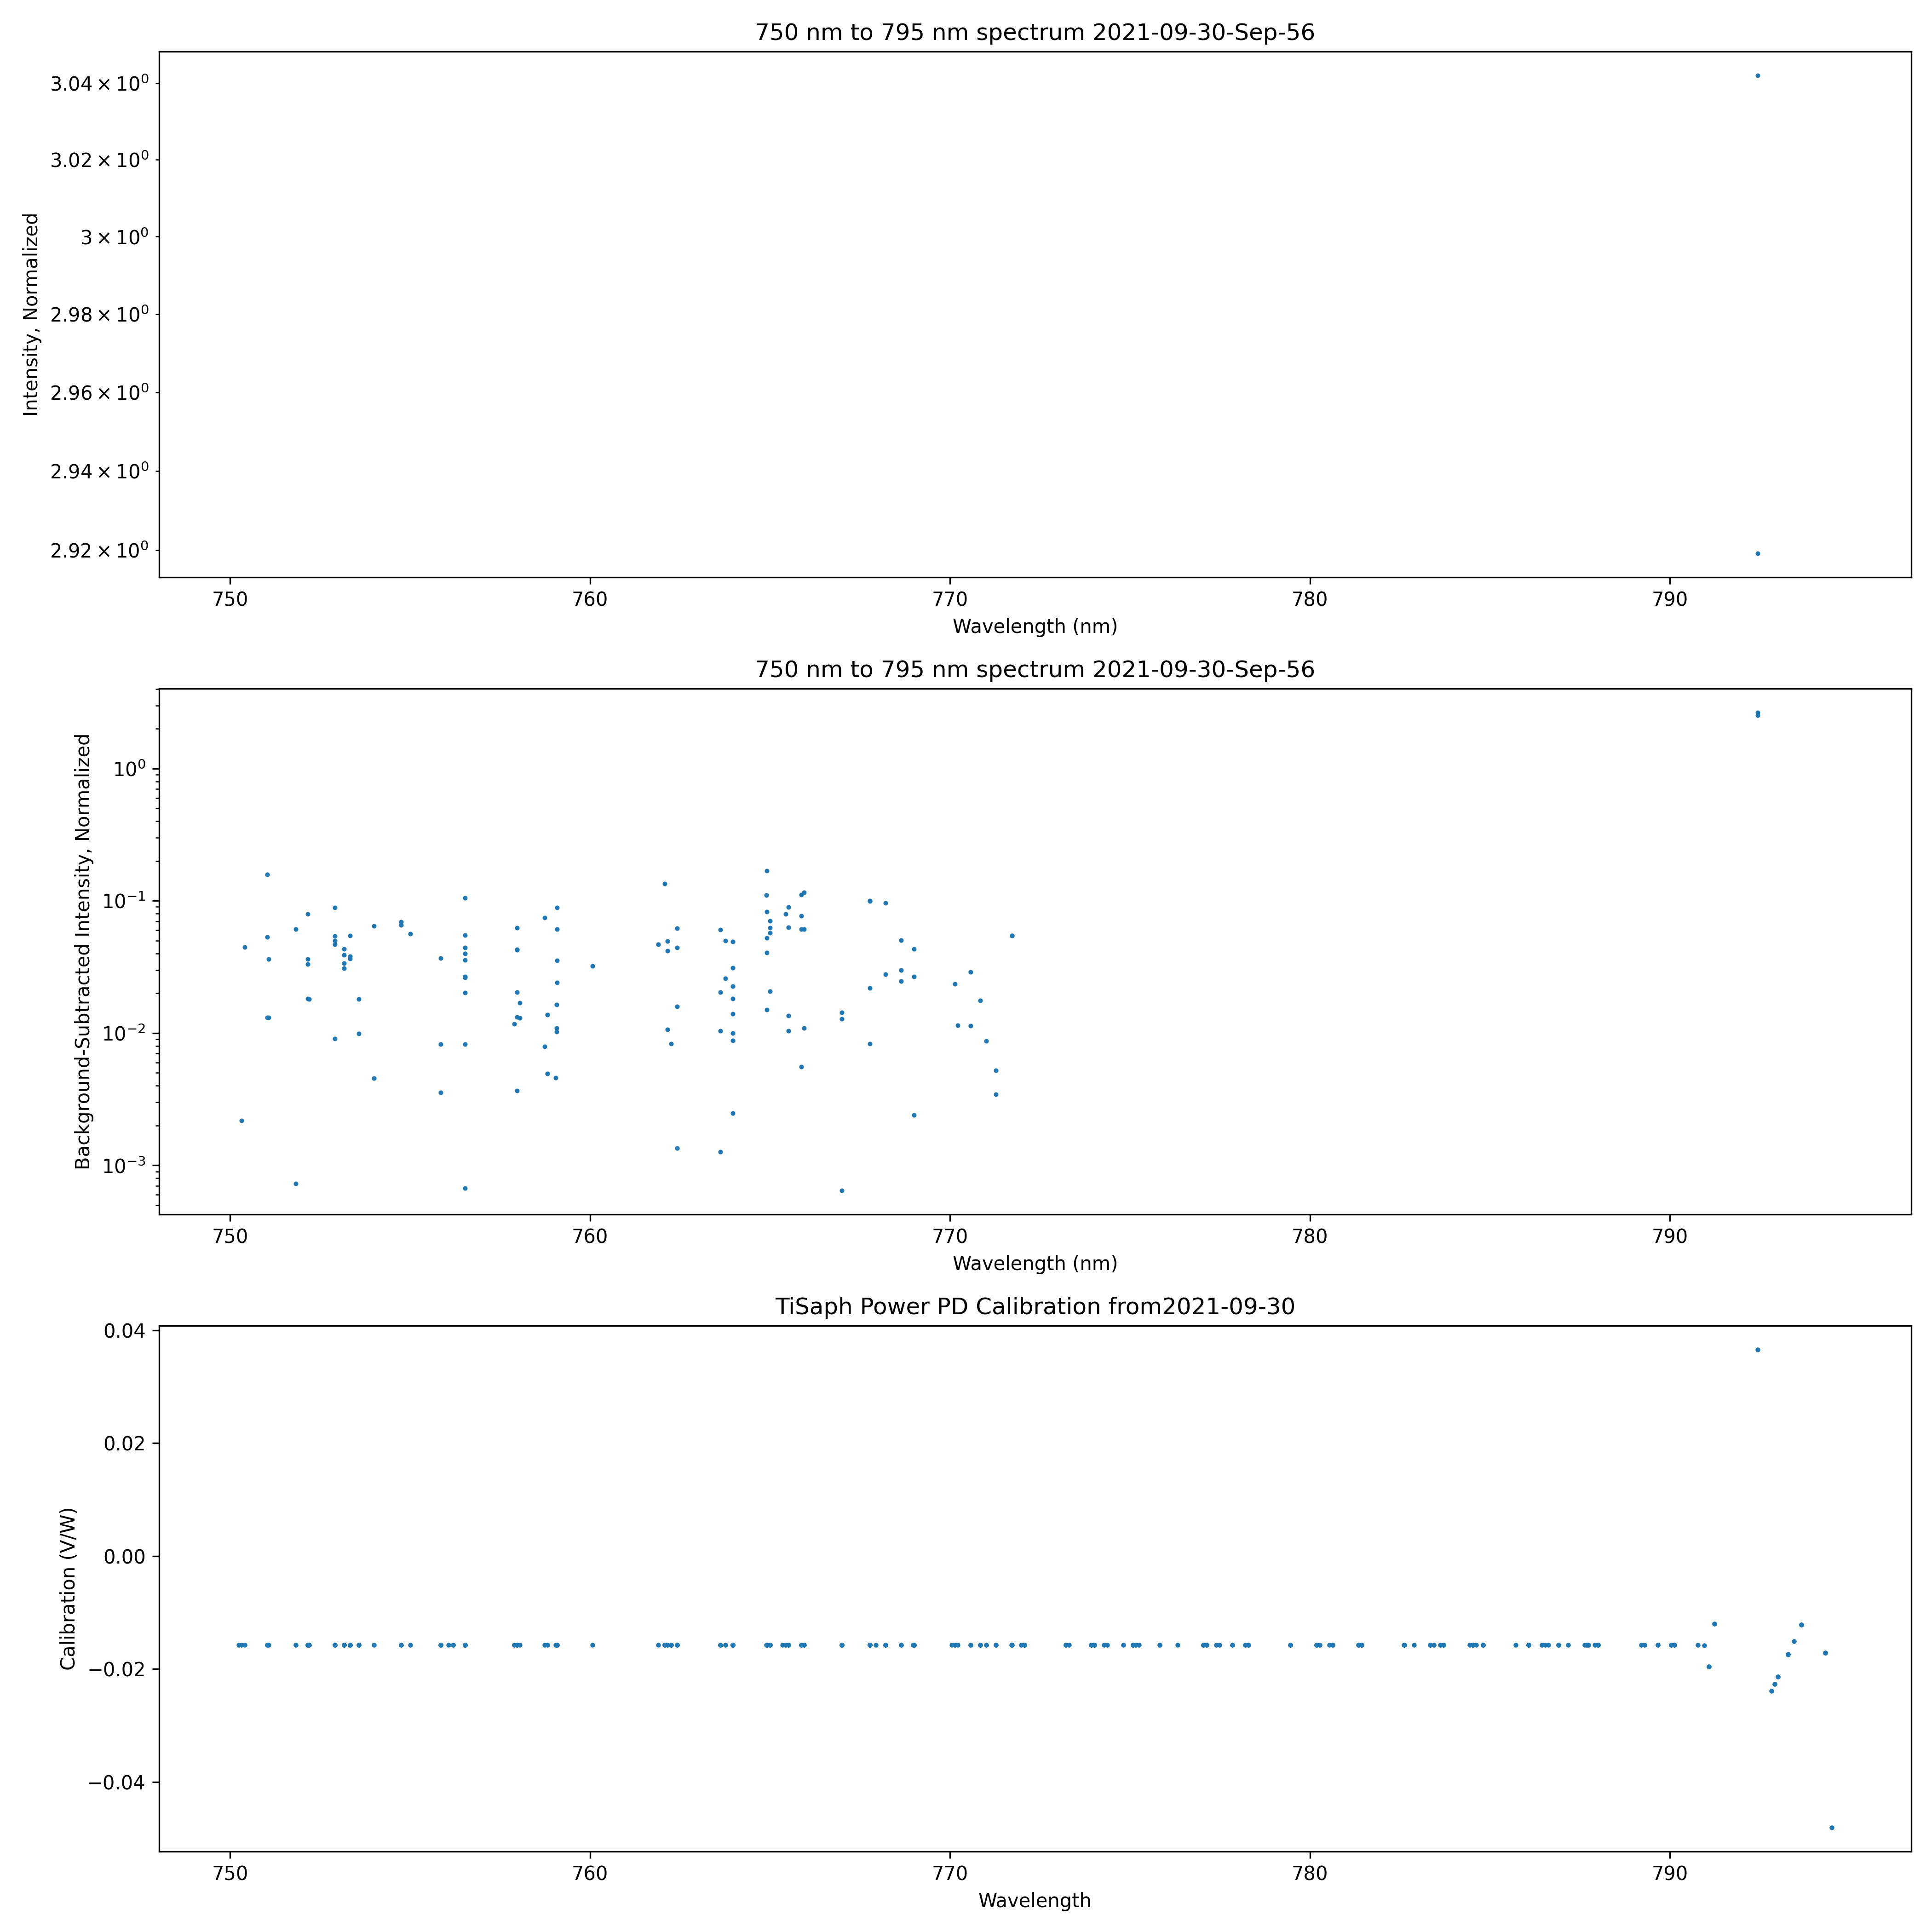 750 nm to 795 nm spectrum 2021-09-30-Sep-56
Intensity, Normalized
3.04 × 10⁰
3.02 × 10⁰
3 × 10⁰
2.98 × 10⁰
2.96 × 10⁰
2.94 × 10⁰
2.92 × 10⁰
750 760 770 780 790
Wavelength (nm)
750 nm to 795 nm spectrum 2021-09-30-Sep-56
Background-Subtracted Intensity, Normalized
10⁰
10⁻¹
10⁻²
10⁻³
750 760 770 780 790
Wavelength (nm)
TiSaph Power PD Calibration from2021-09-30
Calibration (V/W)
0.04
0.02
0.00
−0.02
−0.04
750 760 770 780 790
Wavelength